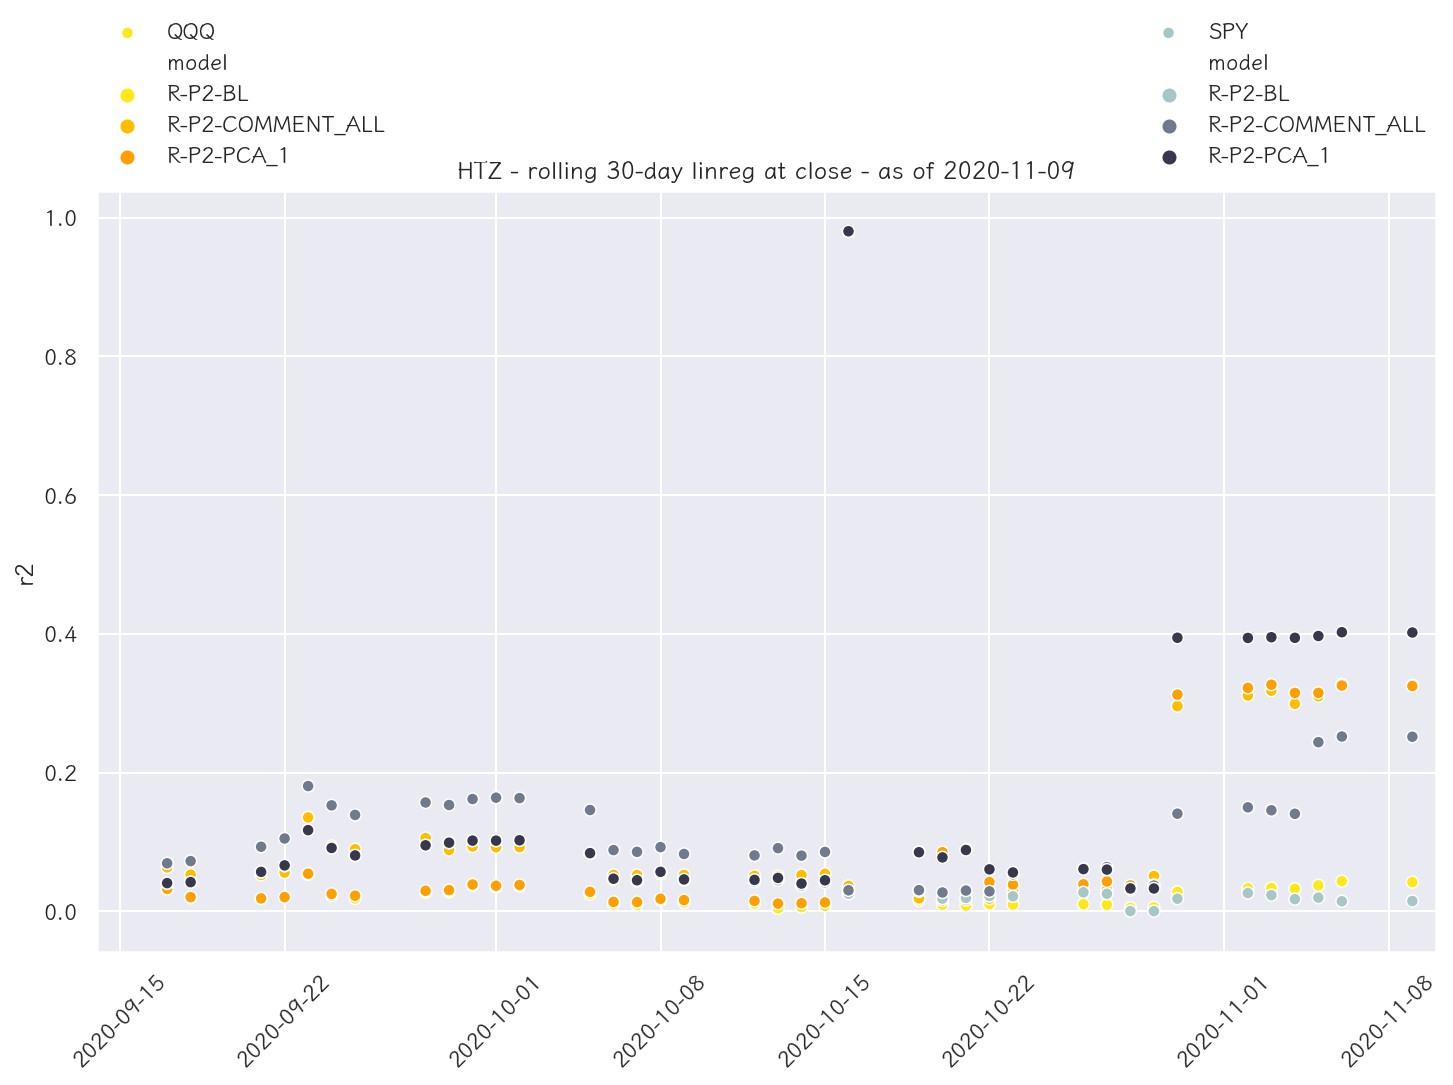 QQQ
model
R-P2-BL
R-P2-COMMENT_ALL
R-P2-PCA_1
SPY
model
R-P2-BL
R-P2-COMMENT_ALL
R-P2-PCA_1
HTZ - rolling 30-day linreg at close - as of 2020-11-09
1.0
0.8
0.6
0.4
0.2
0.0
r2
2020-09-15
2020-09-22
2020-10-01
2020-10-08
2020-10-15
2020-10-22
2020-11-01
2020-11-08